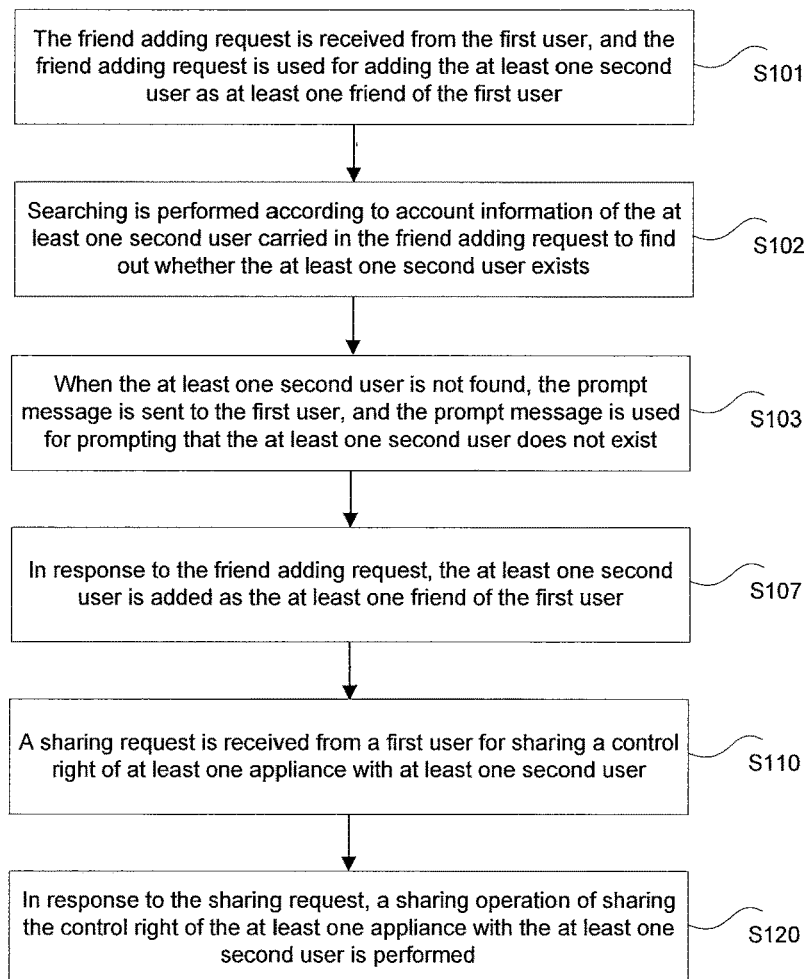 The friend adding request is received from the first user, and the
friend adding request is used for adding the at least one second
user as at least one friend of the first user
S101
Searching is performed according to account information of the at
least one second user carried in the friend adding request to find
out whether the at least one second user exists
S102
When the at least one second user is not found, the prompt
message is sent to the first user, and the prompt message is used
for prompting that the at least one second user does not exist
S103
In response to the friend adding request, the at least one second
user is added as the at least one friend of the first user
S107
A sharing request is received from a first user for sharing a control
right of at least one appliance with at least one second user
S110
In response to the sharing request, a sharing operation of sharing
the control right of the at least one appliance with the at least one
second user is performed
S120